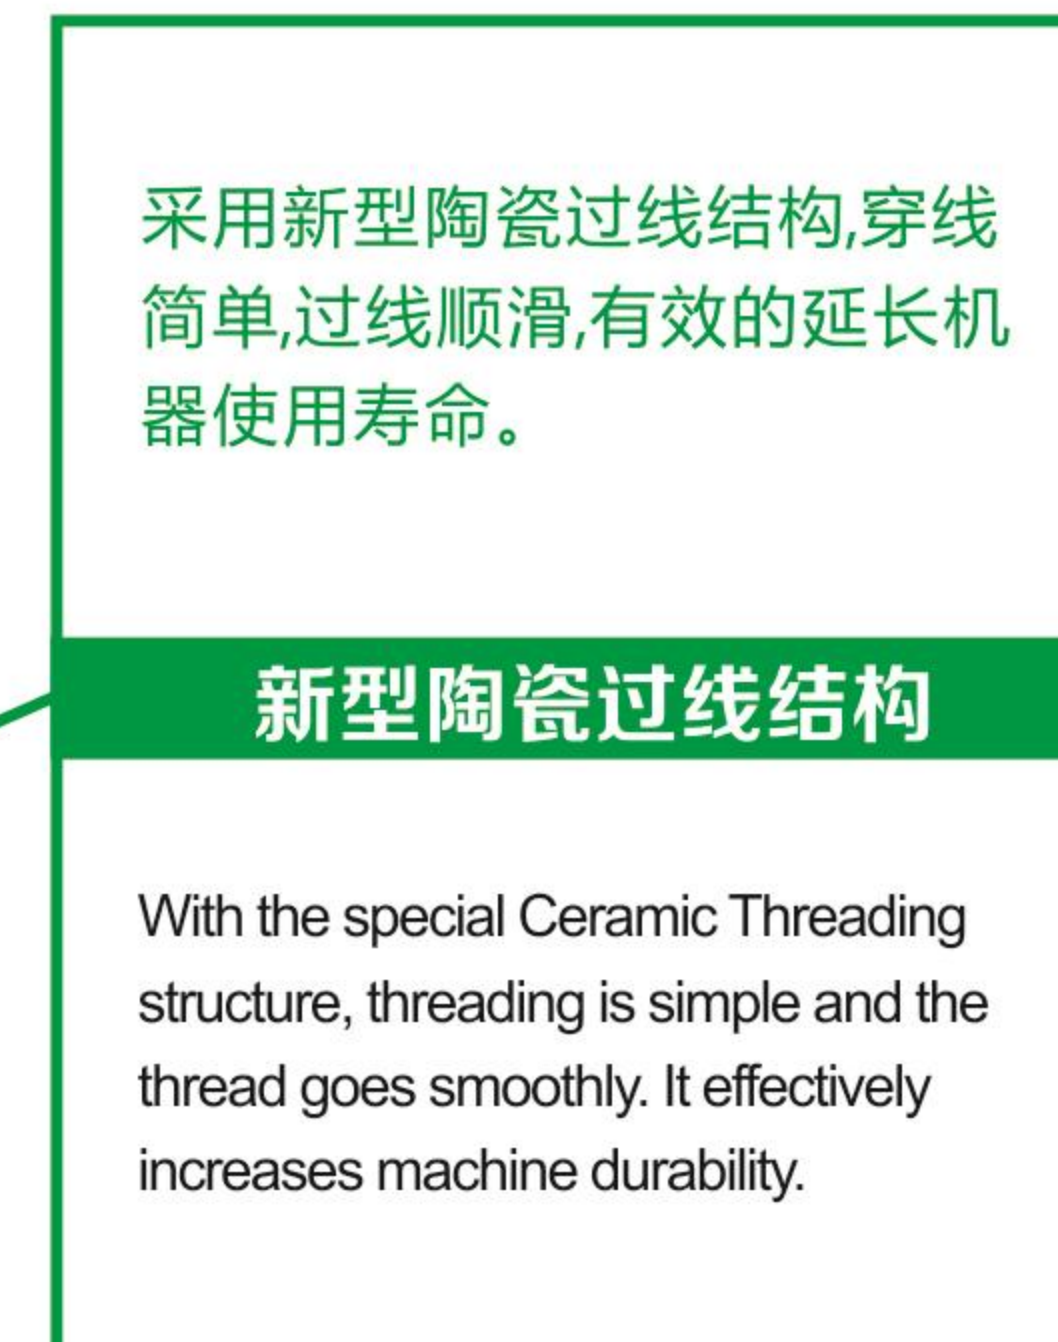 采用新型陶瓷过线结构,穿线
简单,过线顺滑,有效的延长机
器使用寿命。
新型陶瓷过线结构
With the special Ceramic Threading
structure, threading is simple and the
thread goes smoothly. It effectively
increases machine durability.